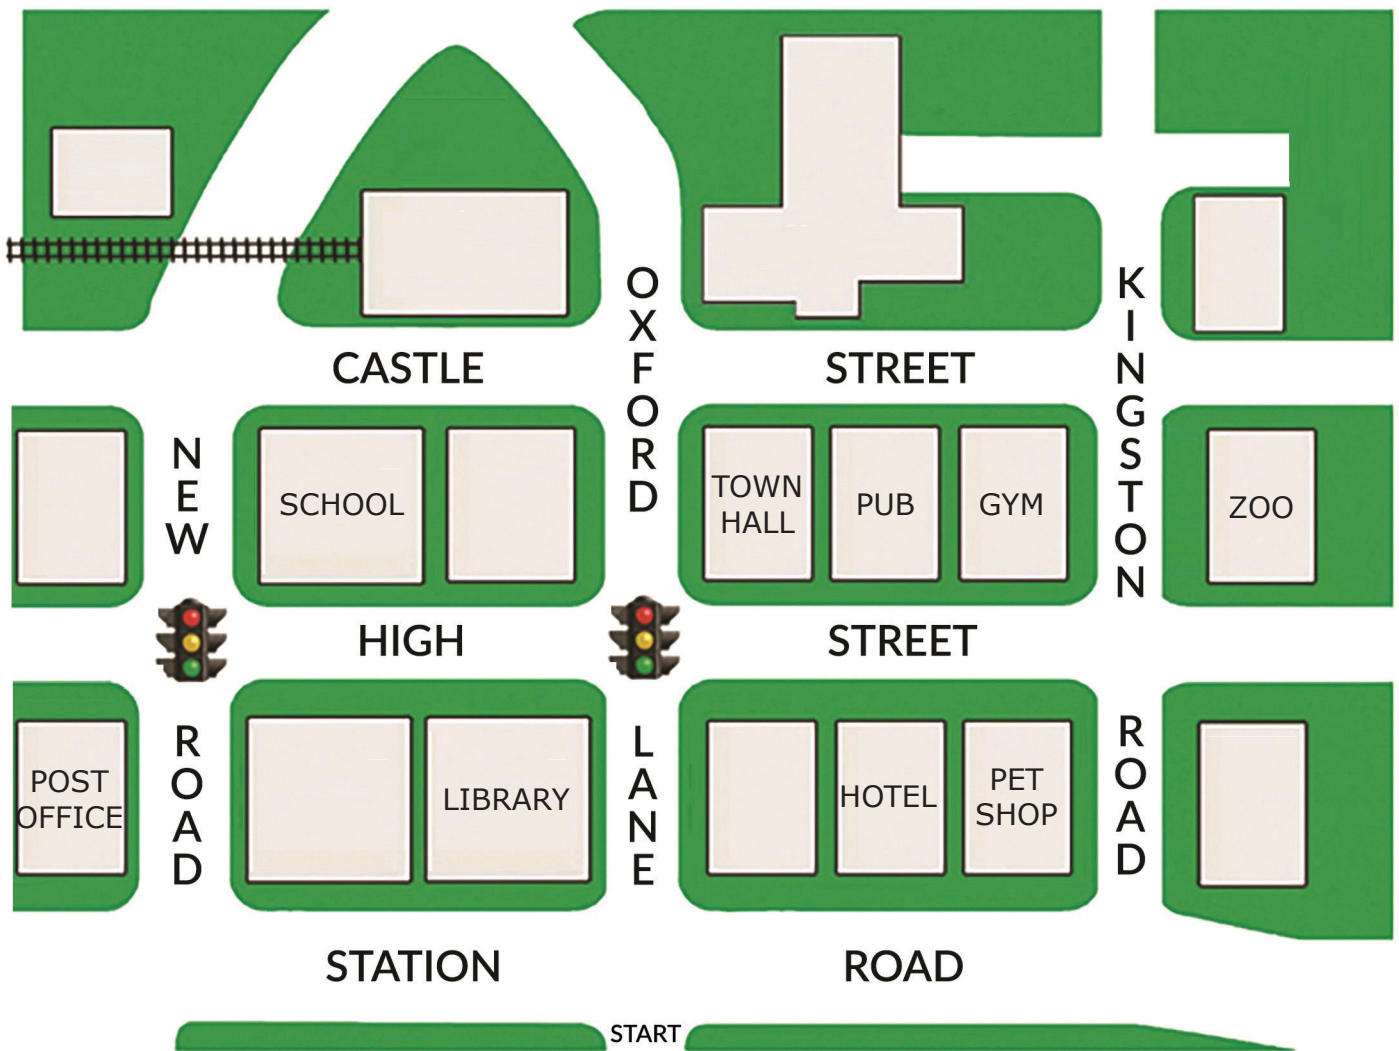 OXFORD
KINGSTON
CASTLE STREET
NEW
SCHOOL
TOWN
HALL
PUB
GYM
ZOO
HIGH STREET
ROAD
LANE
ROAD
POST
OFFICE
LIBRARY
HOTEL
PET
SHOP
STATION ROAD
START